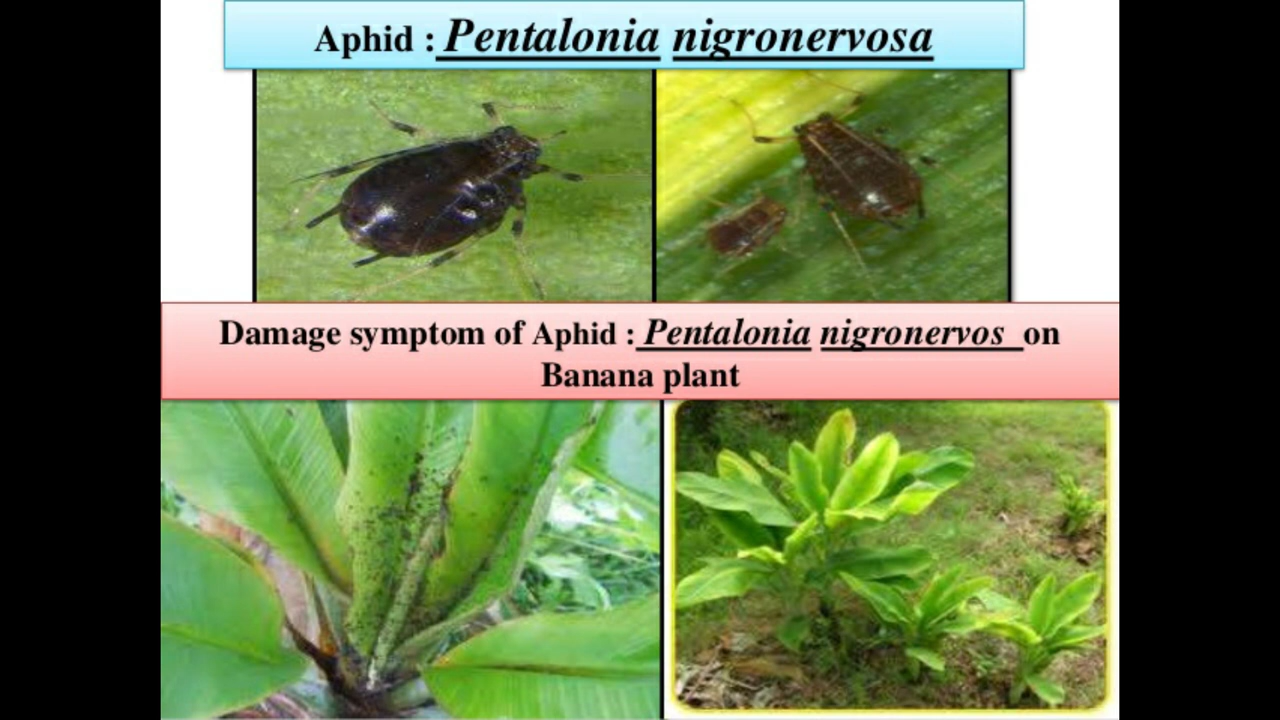 Aphid : Pentalonia nigronervosa
Damage symptom of Aphid : Pentalonia nigronervos on
Banana plant